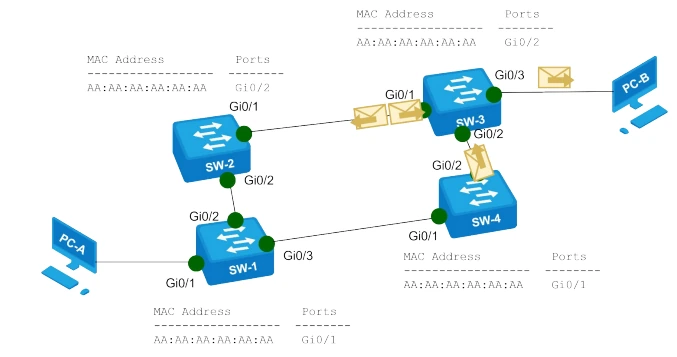 MAC Address Ports
-------------------- --------
AA:AA:AA:AA:AA:AA Gi0/2
MAC Address Ports
-------------------- --------
AA:AA:AA:AA:AA:AA Gi0/2
Gi0/3
PC-B
Gi0/1
Gi0/1
SW-3
Gi0/2
SW-2
Gi0/2
Gi0/2
Gi0/2
SW-4
PC-A
Gi0/1
Gi0/3
SW-1
Gi0/1
MAC Address Ports
-------------------- --------
AA:AA:AA:AA:AA:AA Gi0/1
MAC Address Ports
-------------------- --------
AA:AA:AA:AA:AA:AA Gi0/1